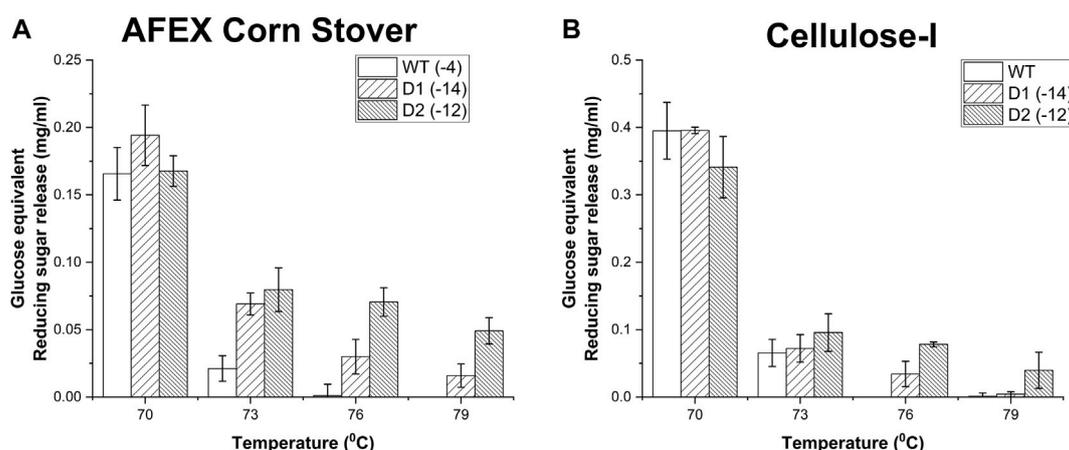 A
AFEX Corn Stover
WT (-4)
D1 (-14)
D2 (-12)
Glucose equivalent
Reducing sugar release (mg/ml)
0.25
0.20
0.15
0.10
0.05
0.00
70 73 76 79
Temperature (⁰C)
B
Cellulose-I
WT
D1 (-14)
D2 (-12)
Glucose equivalent
Reducing sugar release (mg/ml)
0.5
0.4
0.3
0.2
0.1
0.0
70 73 76 79
Temperature (⁰C)